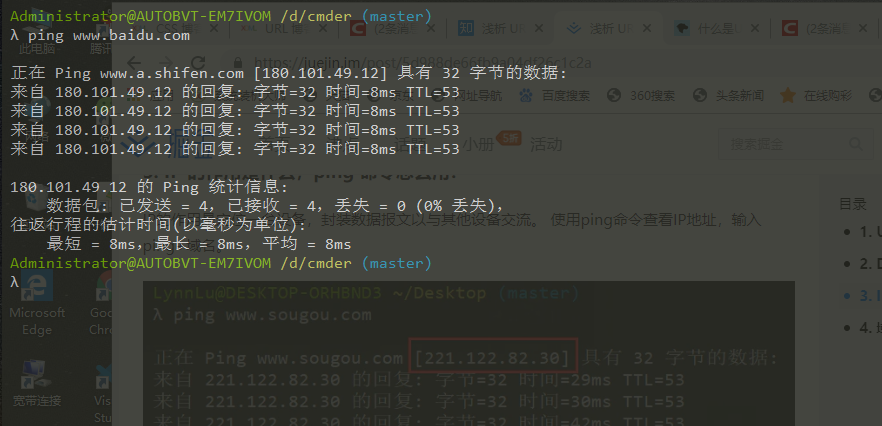 Administrator@AUTOBVT-EM7IVOM /d/cmder (master)
λ ping www.baidu.com
正在 Ping www.a.shifen.com [180.101.49.12] 具有 32 字节的数据:
来自 180.101.49.12 的回复: 字节=32 时间=8ms TTL=53
来自 180.101.49.12 的回复: 字节=32 时间=8ms TTL=53
来自 180.101.49.12 的回复: 字节=32 时间=8ms TTL=53
来自 180.101.49.12 的回复: 字节=32 时间=8ms TTL=53
180.101.49.12 的 Ping 统计信息:
数据包: 已发送 = 4，已接收 = 4，丢失 = 0 (0% 丢失)，
往返行程的估计时间(以毫秒为单位):
最短 = 8ms，最长 = 8ms，平均 = 8ms
Administrator@AUTOBVT-EM7IVOM /d/cmder (master)
λ
此电脑
浅析 UR
浅析 UR
什么是
百度搜索
360搜索
头条新闻
在线购彩
小册
活动
搜索掘金
目录
封装数据报文以与其他设备交流。 使用ping命令查看IP地址，输入
LynnLu@DESKTOP-ORHBND3 ~/Desktop (master)
λ ping www.sougou.com
正在 Ping www.sougou.com [221.122.82.30] 具有 32 字节的数据:
来自 221.122.82.30 的回复: 字节=32 时间=29ms TTL=53
来自 221.122.82.30 的回复: 字节=32 时间=30ms TTL=53
来自 221.122.82.30 的回复: 字节=32 时间=42ms TTL=53
Microsoft
Edge
宽带连接